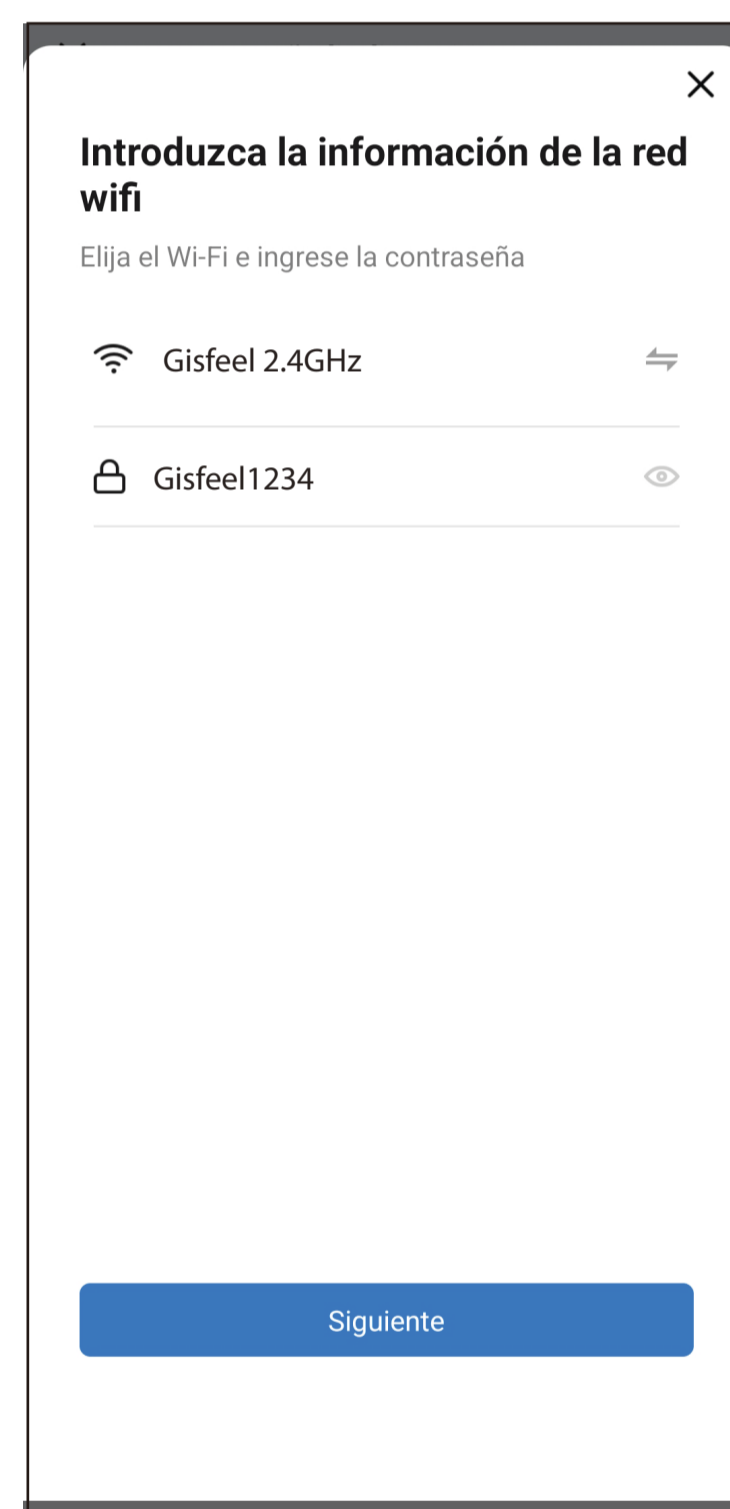 Introduzca la información de la red
wifi
Elija el Wi-Fi e ingrese la contraseña
Gisfeel 2.4GHz
Gisfeel1234
Siguiente